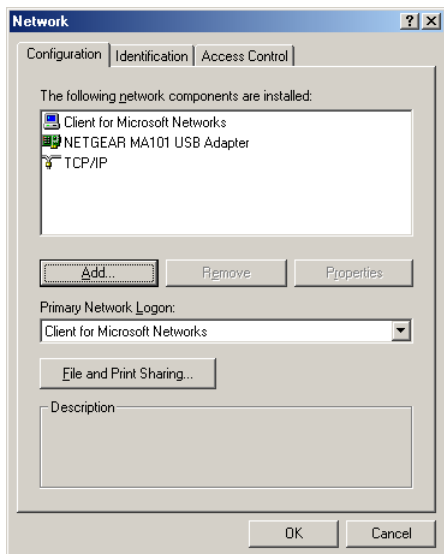 Network
Configuration Identification Access Control
The following network components are installed:
Client for Microsoft Networks
NETGEAR MA101 USB Adapter
TCP/IP
Add... Remove Properties
Primary Network Logon:
Client for Microsoft Networks
File and Print Sharing...
Description
OK Cancel